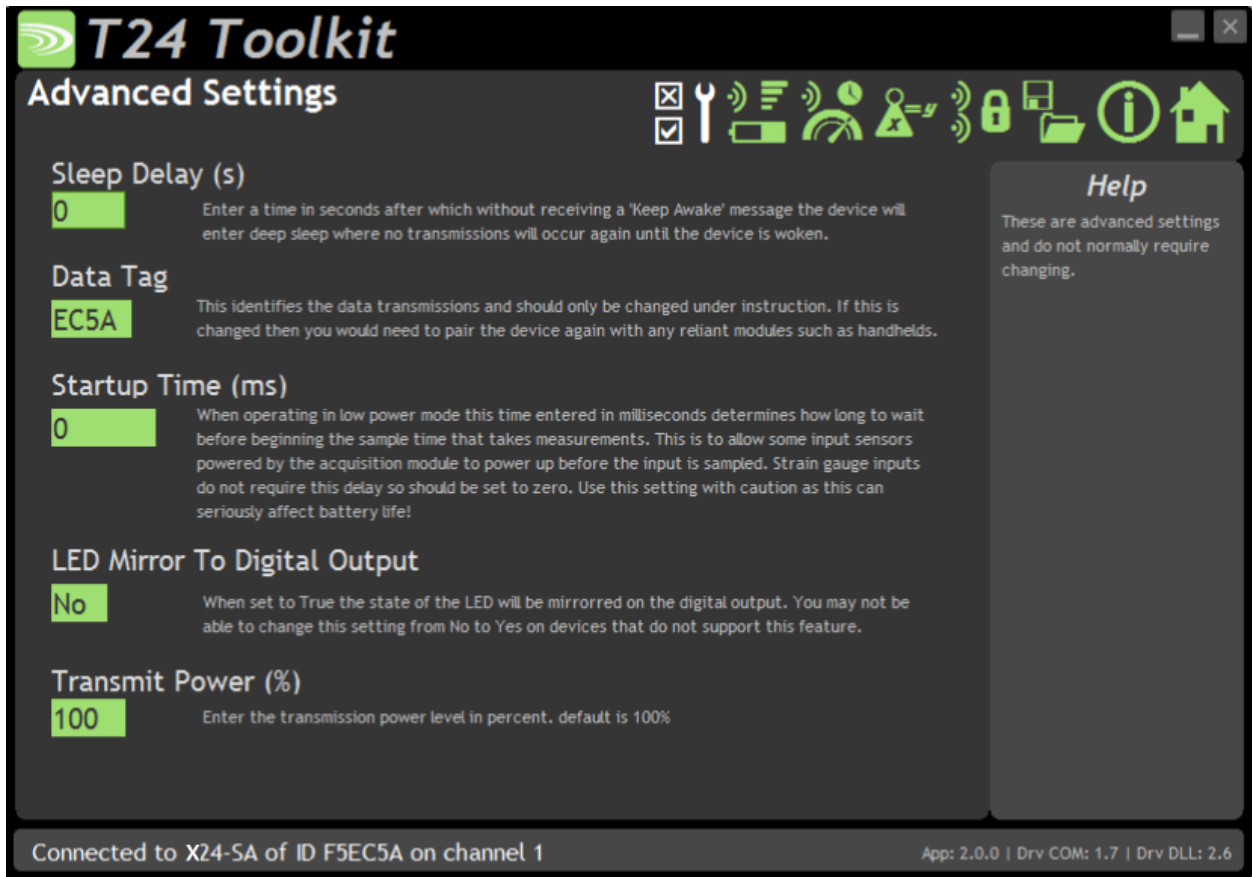 T24 Toolkit
Advanced Settings
x=y
Sleep Delay (s)
0
Enter a time in seconds after which without receiving a 'Keep Awake' message the device will
enter deep sleep where no transmissions will occur again until the device is woken.
Data Tag
EC5A
This identifies the data transmissions and should only be changed under instruction. If this is
changed then you would need to pair the device again with any reliant modules such as handhelds.
Startup Time (ms)
0
When operating in low power mode this time entered in milliseconds determines how long to wait
before beginning the sample time that takes measurements. This is to allow some input sensors
powered by the acquisition module to power up before the input is sampled. Strain gauge inputs
do not require this delay so should be set to zero. Use this setting with caution as this can
seriously affect battery life!
LED Mirror To Digital Output
No
When set to True the state of the LED will be mirrorred on the digital output. You may not be
able to change this setting from No to Yes on devices that do not support this feature.
Transmit Power (%)
100
Enter the transmission power level in percent. default is 100%
Help
These are advanced settings
and do not normally require
changing.
Connected to X24-SA of ID F5EC5A on channel 1
App: 2.0.0 | Drv COM: 1.7 | Drv DLL: 2.6